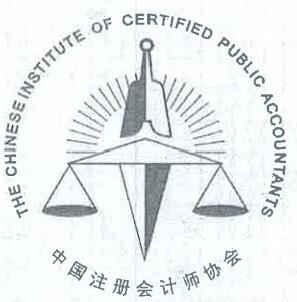 THE CHINESE INSTITUTE OF CERTIFIED PUBLIC ACCOUNTANTS
中国注册会计师协会